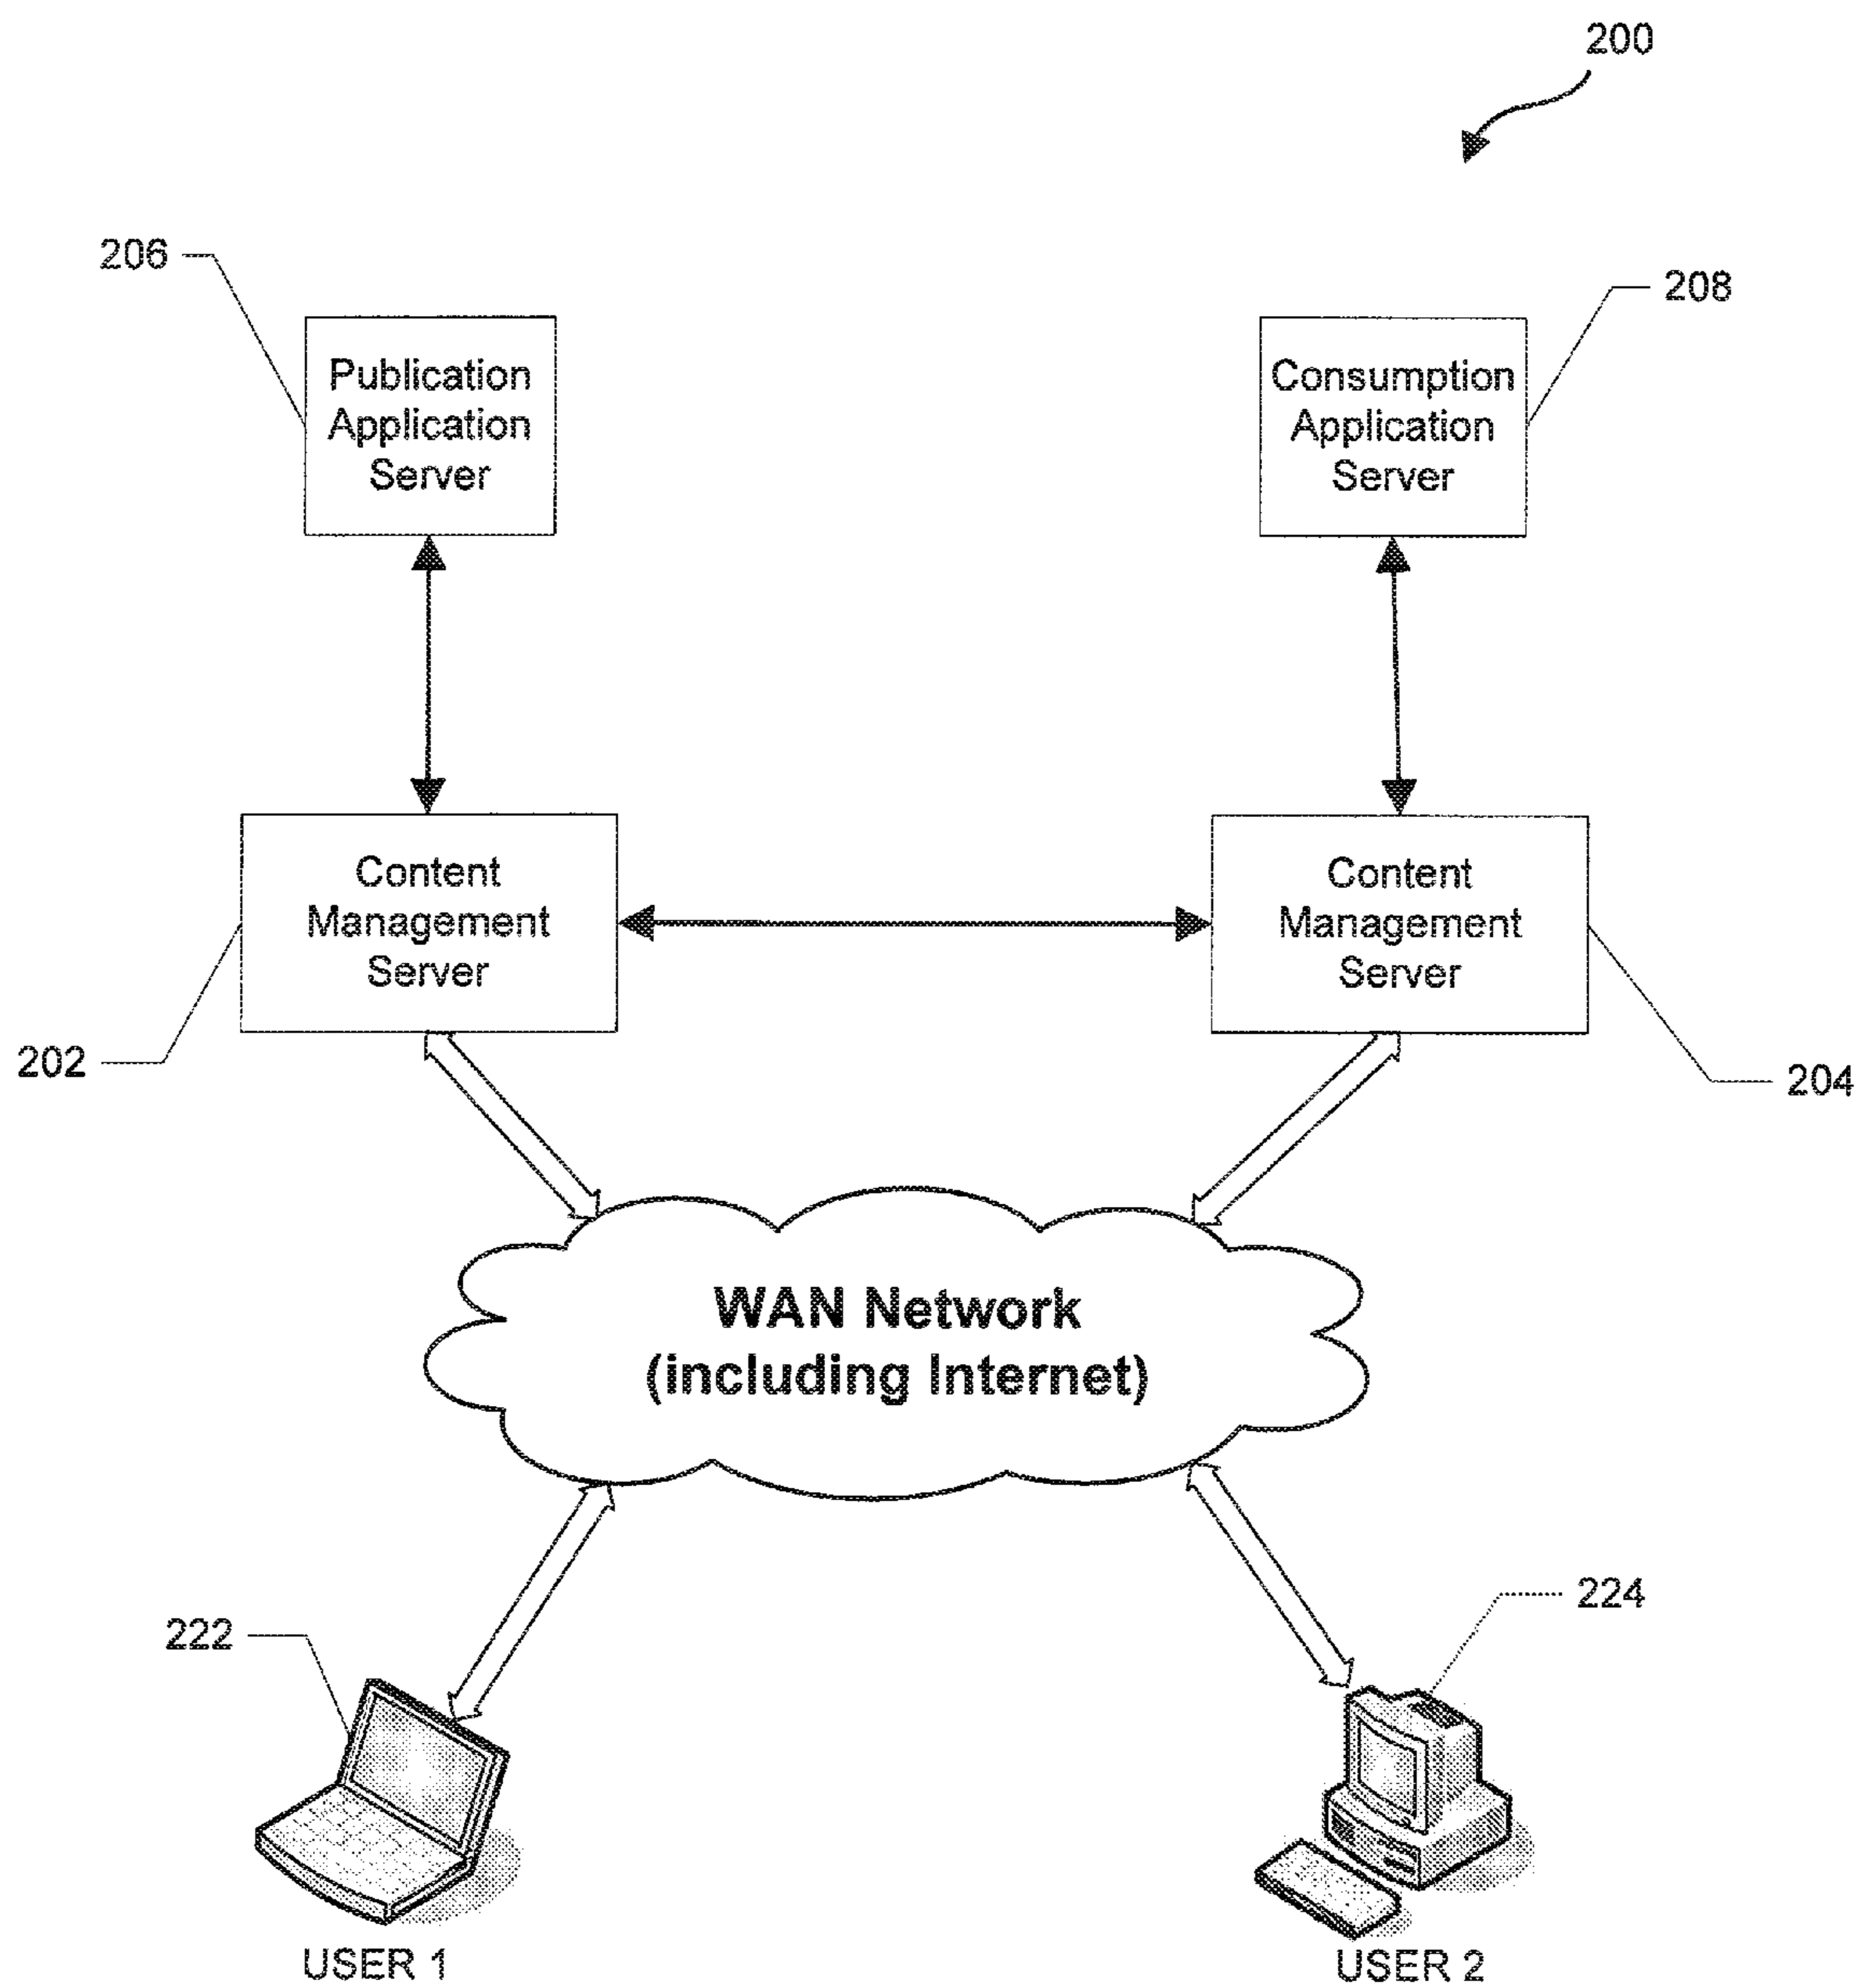 200
206
208
Publication
Application
Server
Consumption
Application
Server
Content
Management
Server
Content
Management
Server
202
204
WAN Network
(including Internet)
222
224
USER 1
USER 2